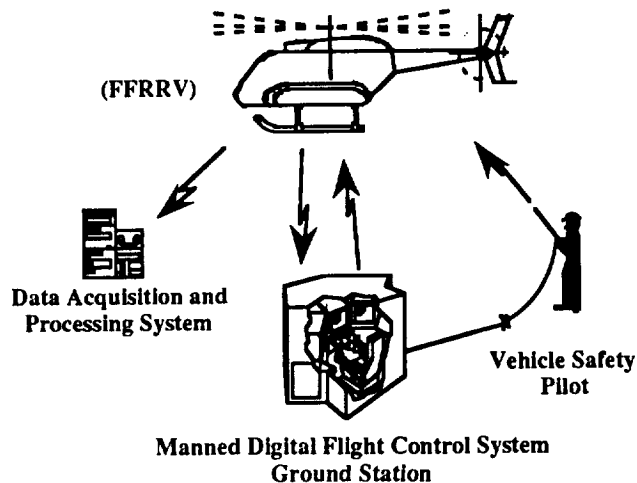 (FFRRV)
Data Acquisition and
Processing System
Vehicle Safety
Pilot
Manned Digital Flight Control System
Ground Station